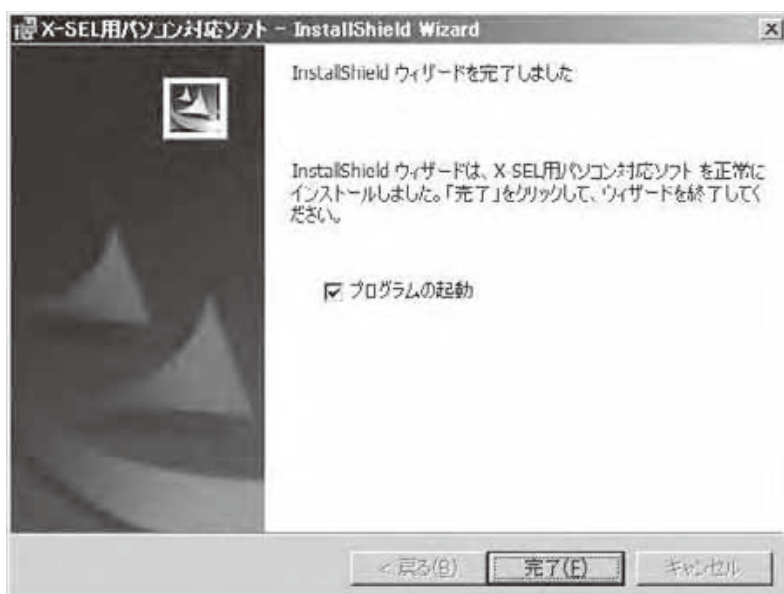 X-SEL用パソコン対応ソフト - InstallShield Wizard
InstallShield ウィザードを完了しました
InstallShield ウィザードは、X-SEL用パソコン対応ソフト を正常に
インストールしました。「完了」をクリックして、ウィザードを終了してく
ださい。
プログラムの起動
< 戻る(B)
完了(F)
キャンセル